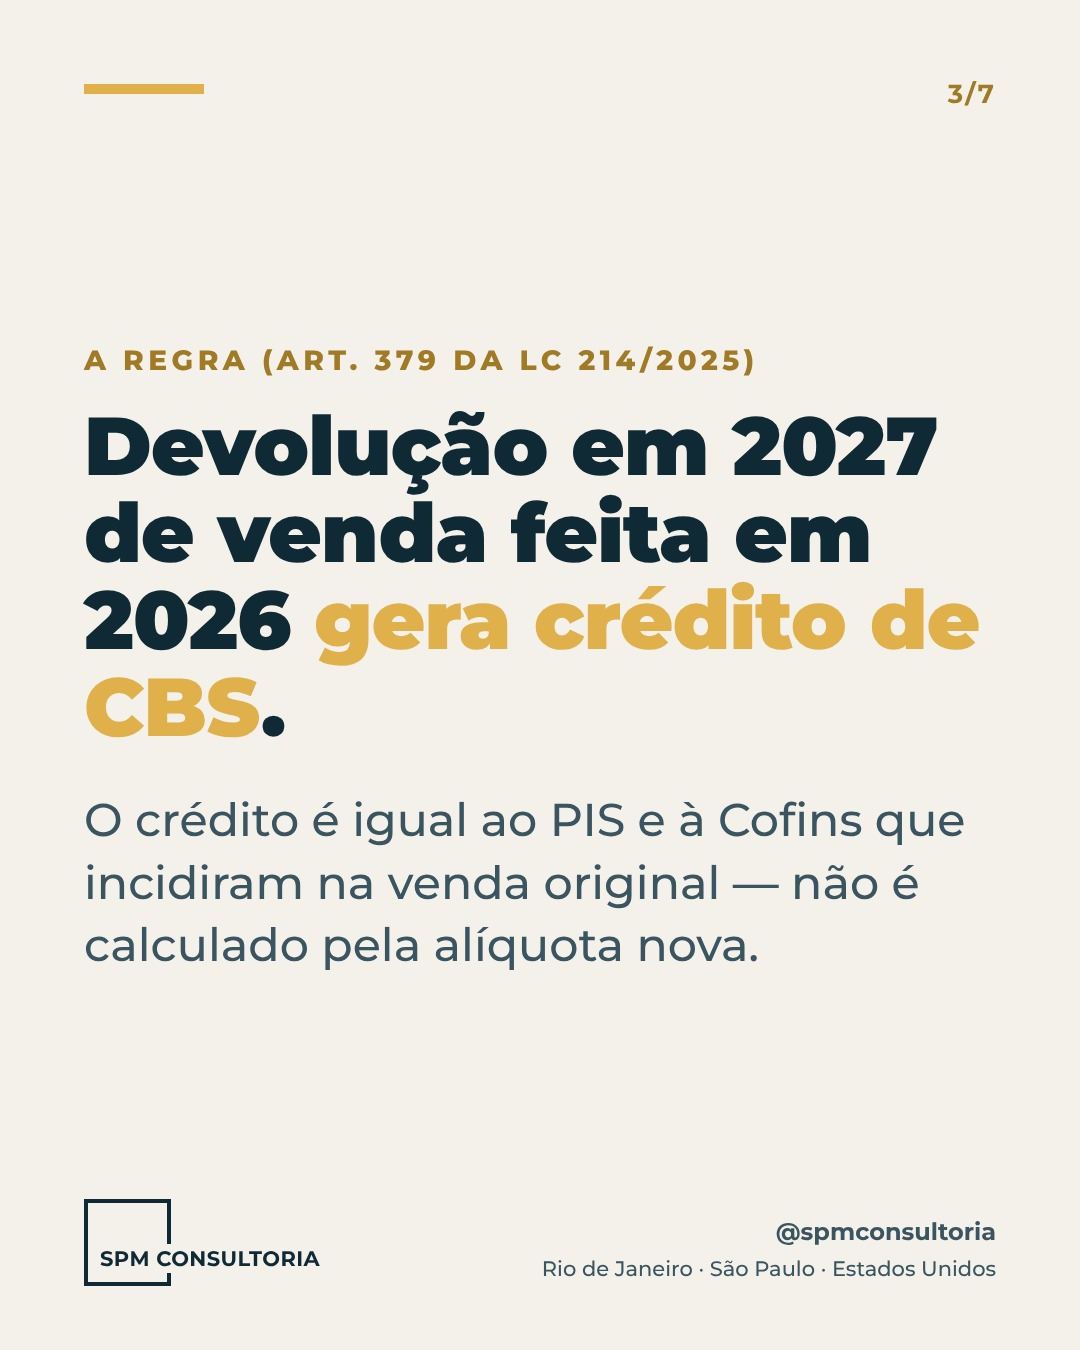 3/7
A REGRA (ART. 379 DA LC 214/2025)
Devolução em 2027
de venda feita em
2026 gera crédito de
CBS.
O crédito é igual ao PIS e à Cofins que
incidiram na venda original — não é
calculado pela alíquota nova.
SPM CONSULTORIA
@spmconsultoria
Rio de Janeiro · São Paulo · Estados Unidos